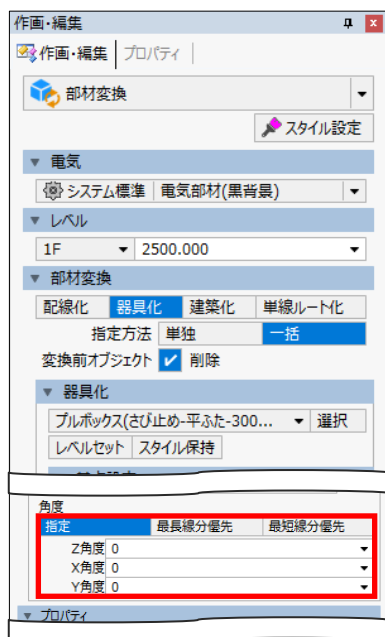 作画・編集
作画・編集 プロパティ
部材変換
スタイル設定
電気
システム標準 電気部材(黒背景)
レベル
1F 2500.000
部材変換
配線化 器具化 建築化 単線ルート化
指定方法 単独 一括
変換前オブジェクト 削除
器具化
プルボックス(さび止め-平ふた-300... 選択
レベルセット スタイル保持
角度
指定 最長線分優先 最短線分優先
Z角度 0
X角度 0
Y角度 0
プロパティ